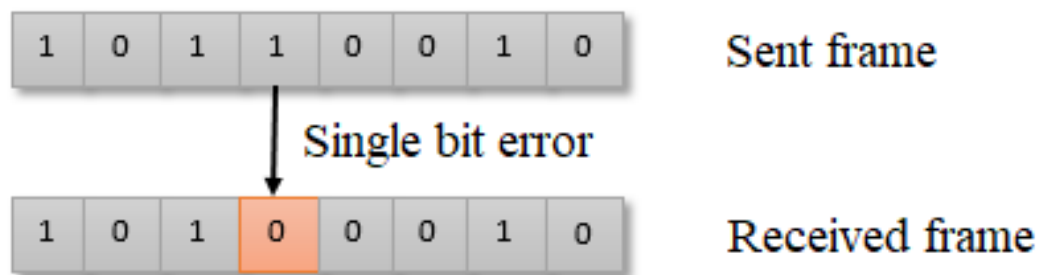 1 0 1 1 0 0 1 0 Sent frame
Single bit error
1 0 1 0 0 0 1 0 Received frame